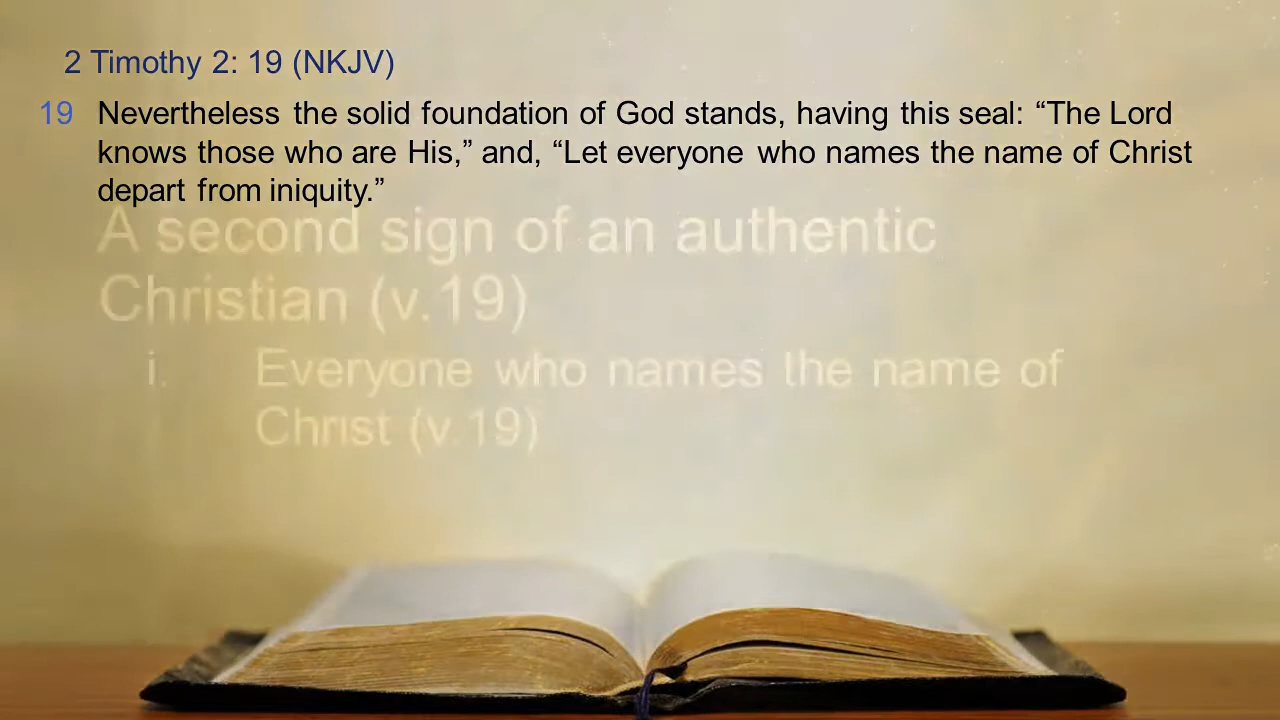 2 Timothy 2: 19 (NKJV)
19 Nevertheless the solid foundation of God stands, having this seal: “The Lord
knows those who are His,” and, “Let everyone who names the name of Christ
depart from iniquity.”
A second sign of an authentic
Christian (v.19)
i. Everyone who names the name of
Christ (v.19)